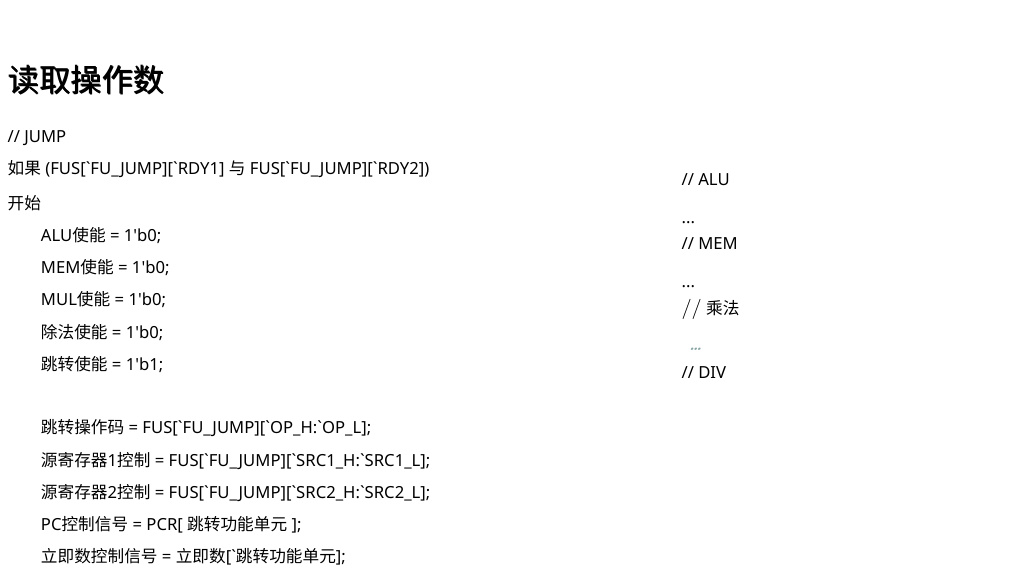 读取操作数
// JUMP
如果 (FUS[`FU_JUMP][`RDY1] 与 FUS[`FU_JUMP][`RDY2])
开始
ALU使能 = 1'b0;
MEM使能 = 1'b0;
MUL使能 = 1'b0;
除法使能 = 1'b0;
跳转使能 = 1'b1;
跳转操作码 = FUS[`FU_JUMP][`OP_H:`OP_L];
源寄存器1控制 = FUS[`FU_JUMP][`SRC1_H:`SRC1_L];
源寄存器2控制 = FUS[`FU_JUMP][`SRC2_H:`SRC2_L];
PC控制信号 = PCR[ 跳转功能单元 ];
立即数控制信号 = 立即数[`跳转功能单元];
// ALU
...
// MEM
...
// 乘法
...
// DIV